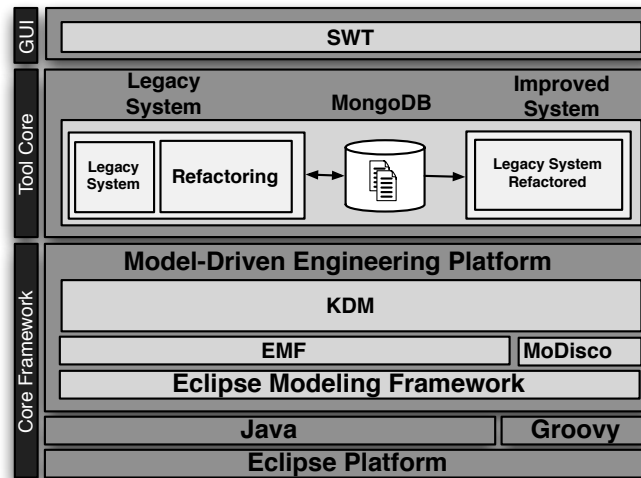 GUI
SWT
Tool Core
Legacy
System
MongoDB
Improved
System
Legacy
System
Refactoring
Legacy System
Refactored
Core Framework
Model-Driven Engineering Platform
KDM
EMF
MoDisco
Eclipse Modeling Framework
Java
Groovy
Eclipse Platform